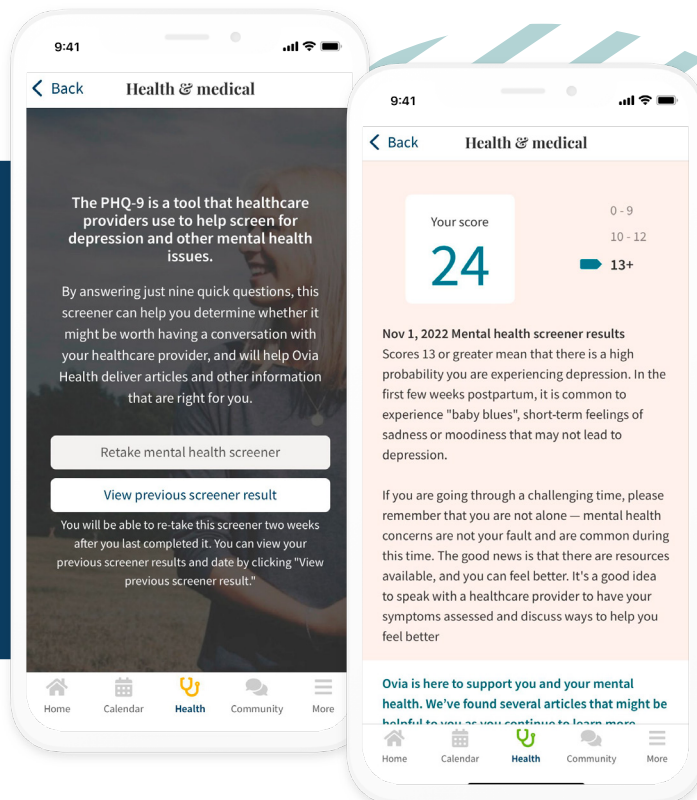 9:41
Back
Health & medical
The PHQ-9 is a tool that healthcare
providers use to help screen for
depression and other mental health
issues.
By answering just nine quick questions, this
screener can help you determine whether it
might be worth having a conversation with
your healthcare provider, and will help Ovia
Health deliver articles and other information
that are right for you.
Retake mental health screener
View previous screener result
You will be able to re-take this screener two weeks
after you last completed it. You can view your
previous screener results and date by clicking "View
previous screener result."
Home
Calendar
Health
Community
More
9:41
Back
Health & medical
Your score
24
0 - 9
10 - 12
13+
Nov 1, 2022 Mental health screener results
Scores 13 or greater mean that there is a high
probability you are experiencing depression. In the
first few weeks postpartum, it is common to
experience "baby blues", short-term feelings of
sadness or moodiness that may not lead to
depression.
If you are going through a challenging time, please
remember that you are not alone — mental health
concerns are not your fault and are common during
this time. The good news is that there are resources
available, and you can feel better. It's a good idea
to speak with a healthcare provider to have your
symptoms assessed and discuss ways to help you
feel better
Ovia is here to support you and your mental
health. We've found several articles that might be
helpful to you as you continue to learn more
Home
Calendar
Health
Community
More